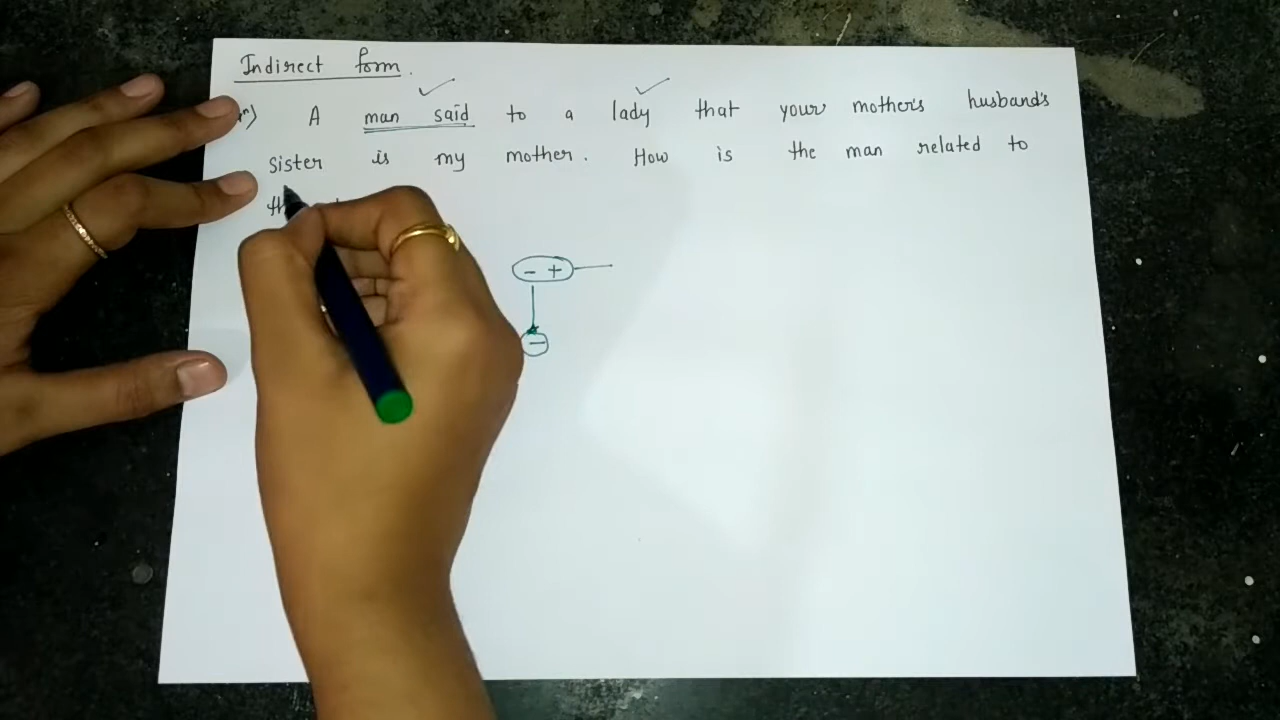 Indirect form.
A man said to a lady that your mother's husband's
Sister is my mother. How is the man related to
- +
-